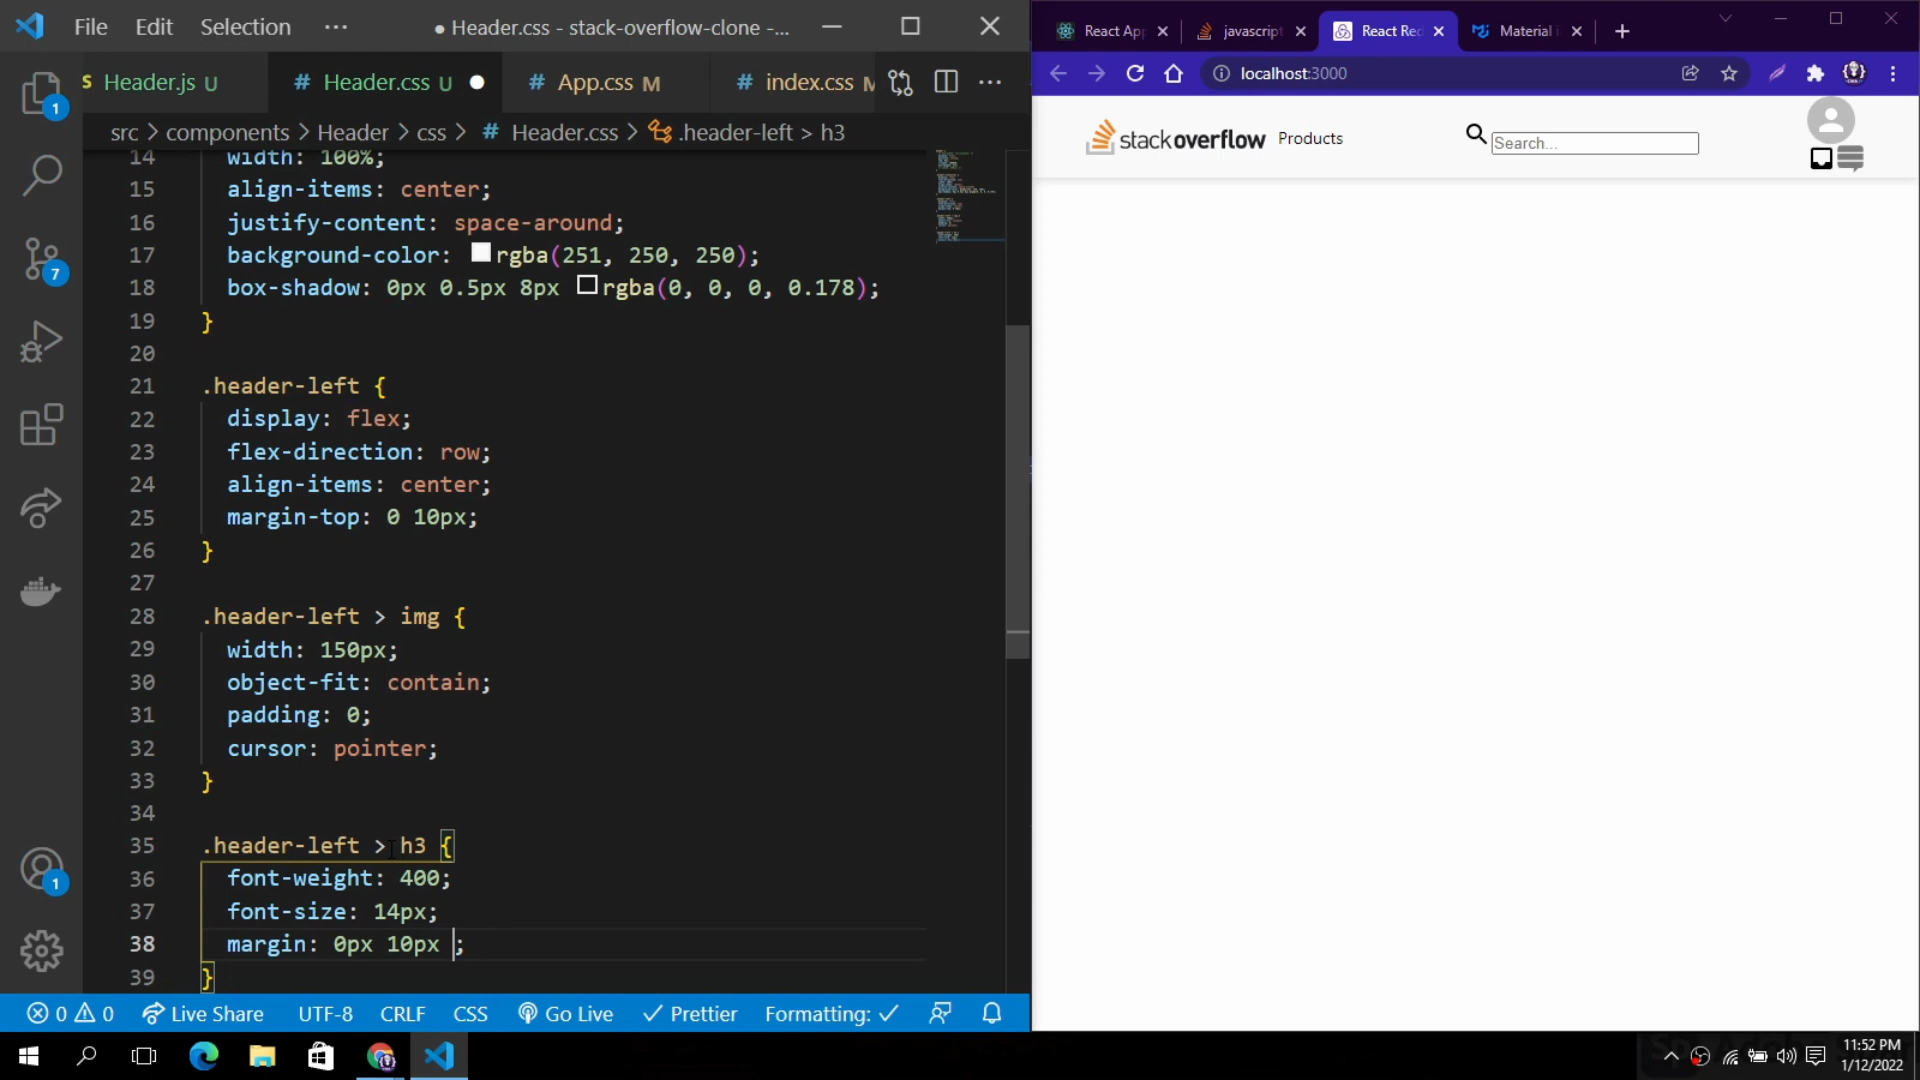 File Edit Selection ··· ● Header.css - stack-overflow-clone -...
Header.js U # Header.css U # App.css M # index.css M
src > components > Header > css > # Header.css > .header-left > h3
14 width: 100%;
15 align-items: center;
16 justify-content: space-around;
17 background-color: rgba(251, 250, 250);
18 box-shadow: 0px 0.5px 8px rgba(0, 0, 0, 0.178);
19 }
20
21 .header-left {
22 display: flex;
23 flex-direction: row;
24 align-items: center;
25 margin-top: 0 10px;
26 }
27
28 .header-left > img {
29 width: 150px;
30 object-fit: contain;
31 padding: 0;
32 cursor: pointer;
33 }
34
35 .header-left > h3 {
36 font-weight: 400;
37 font-size: 14px;
38 margin: 0px 10px ;
39 }
1
7
1
0 0 Live Share UTF-8 CRLF CSS Go Live Prettier Formatting:
React App javascript React Red Material i
localhost:3000
stackoverflow Products Search...
11:52 PM
1/12/2022